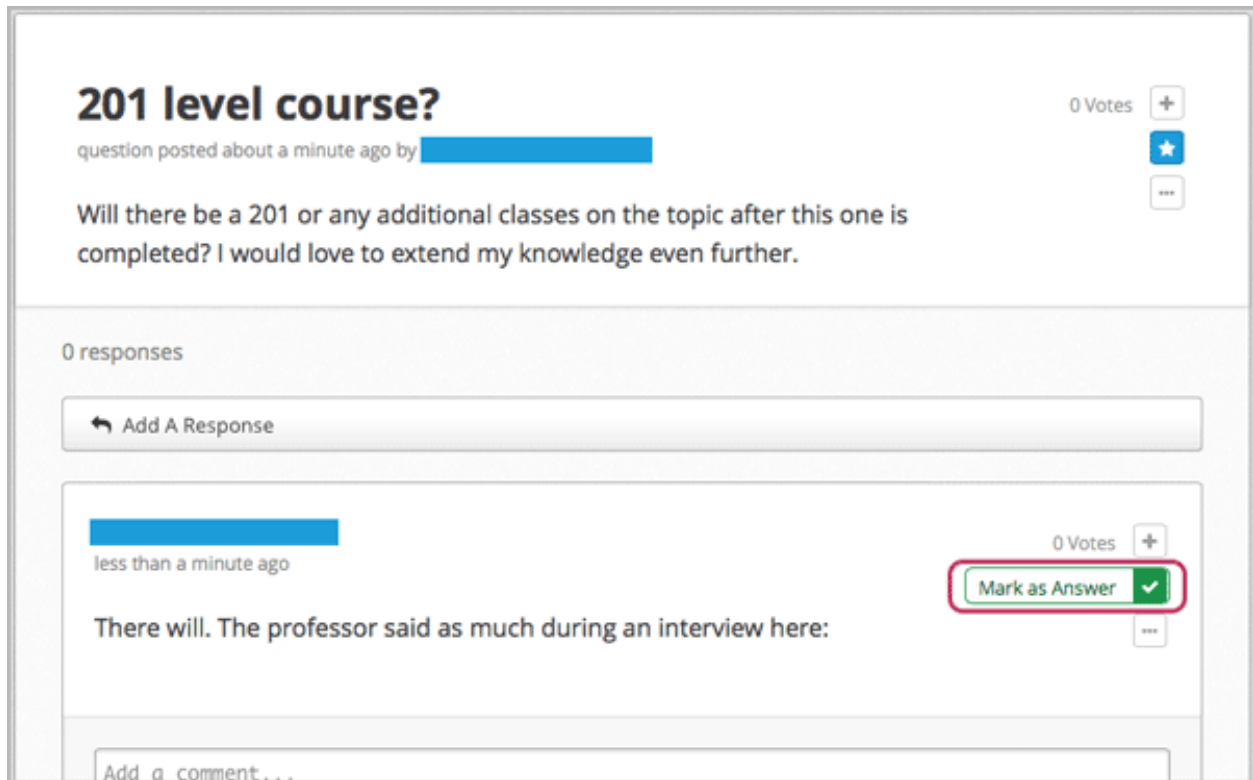 201 level course?
0 Votes
question posted about a minute ago by
Will there be a 201 or any additional classes on the topic after this one is
completed? I would love to extend my knowledge even further.
0 responses
Add A Response
0 Votes
less than a minute ago
Mark as Answer
There will. The professor said as much during an interview here:
Add a comment...